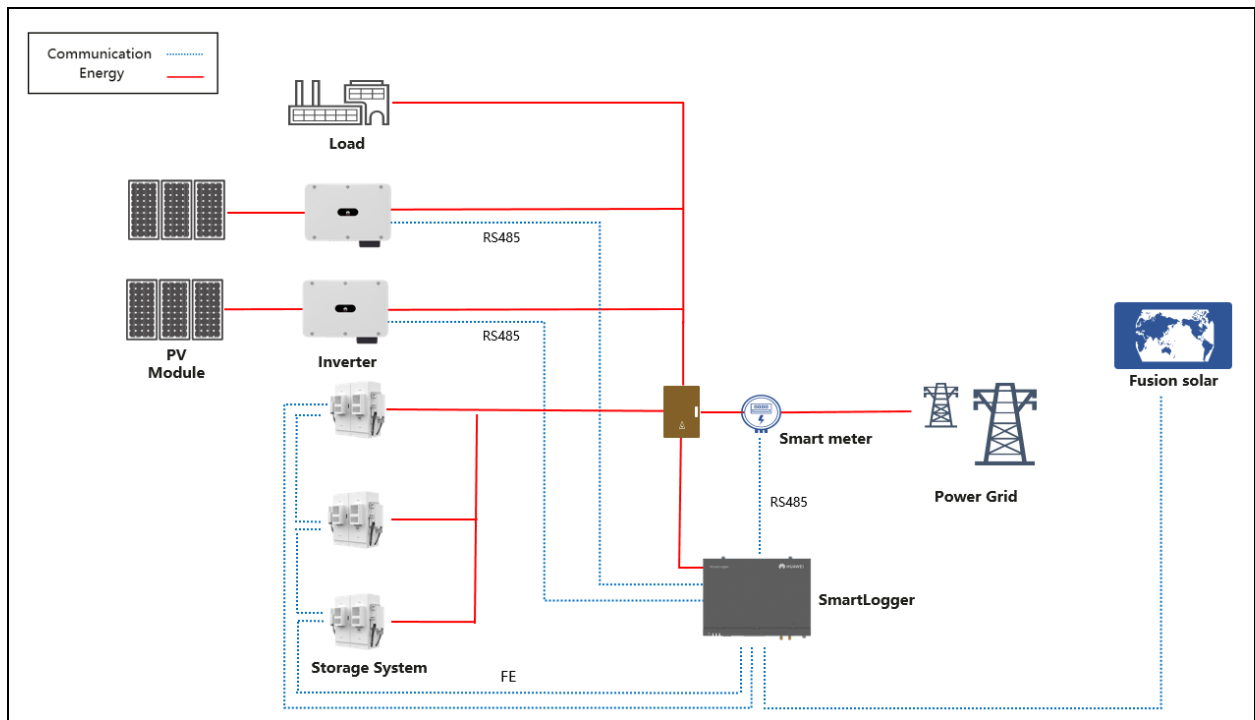 Communication
Energy
Load
RS485
RS485
PV
Module
Inverter
Fusion solar
Smart meter
Power Grid
RS485
HUAWEI
SmartLogger
Storage System
FE